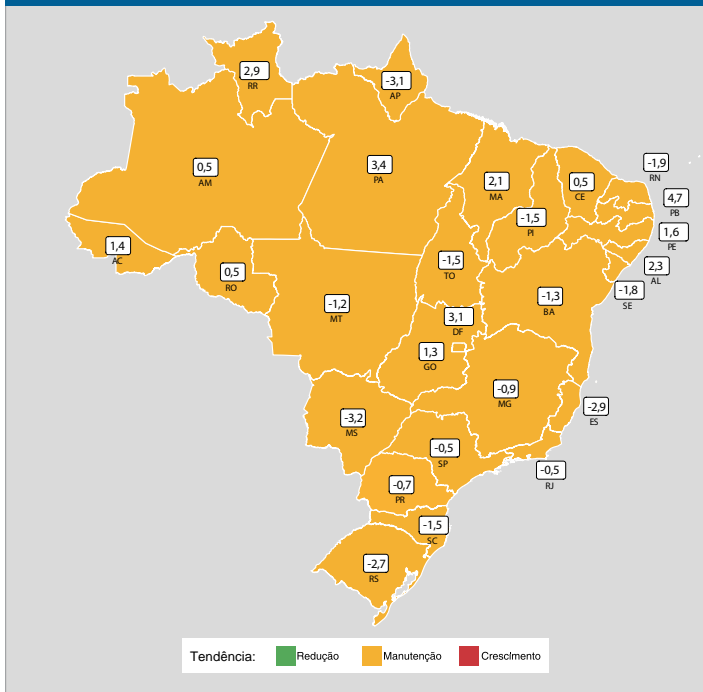 2,9
RR
-3,1
AP
0,5
AM
3,4
PA
2,1
MA
0,5
CE
-1,9
RN
4,7
PB
-1,5
PI
1,6
PE
1,4
AC
0,5
RO
-1,5
TO
2,3
AL
-1,8
SE
-1,2
MT
-1,3
BA
3,1
DF
1,3
GO
-0,9
MG
-2,9
ES
-3,2
MS
-0,5
SP
-0,5
RJ
-0,7
PR
-1,5
SC
-2,7
RS
Tendência: Redução Manutenção Crescimento